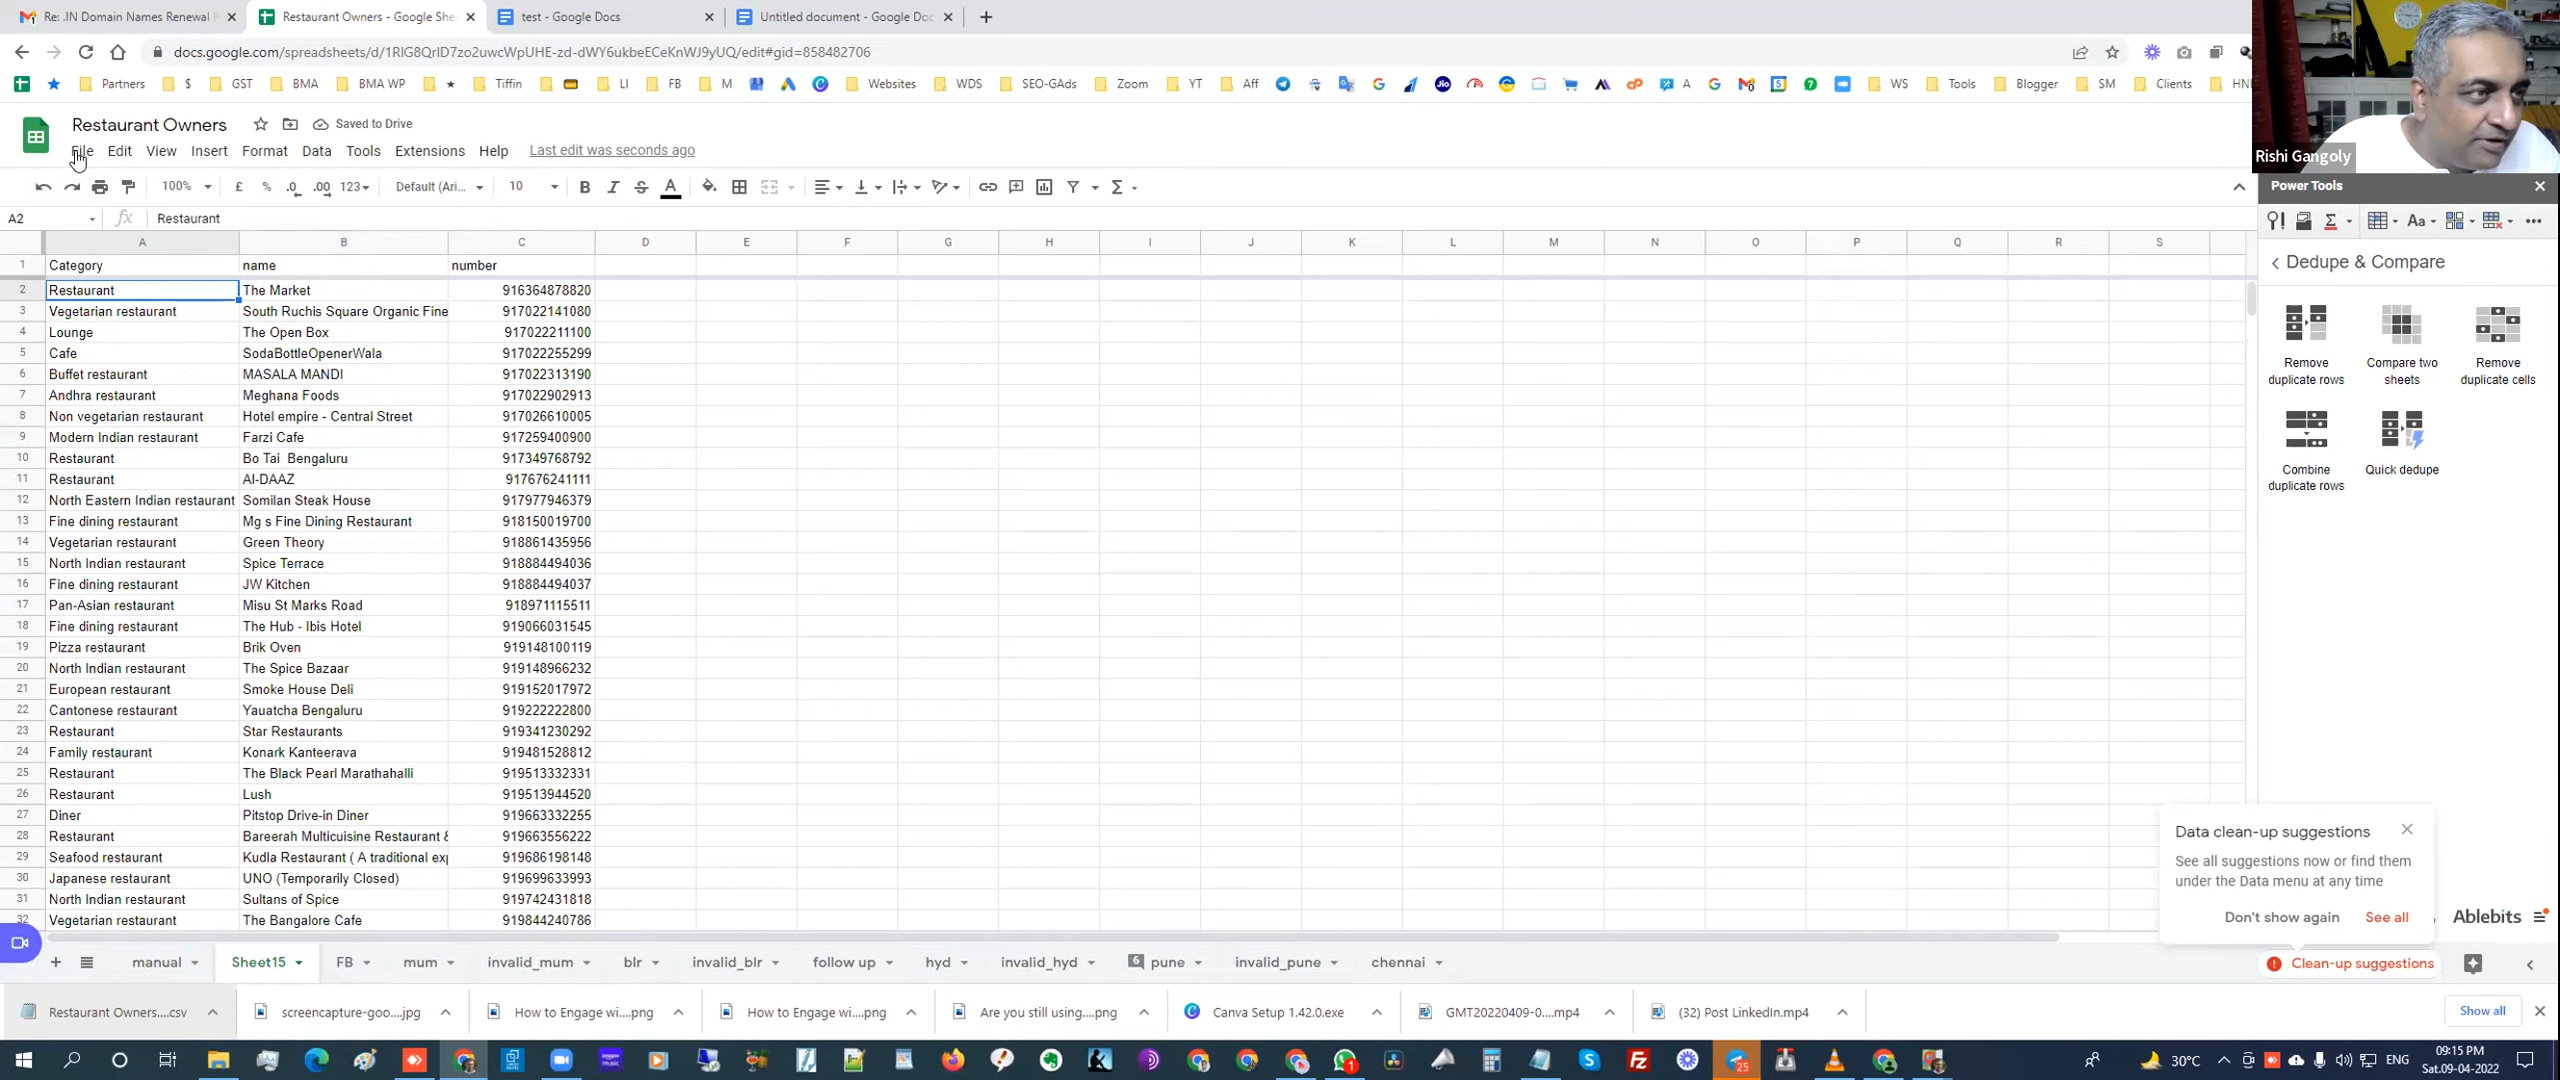 Re: .IN Domain Names Renewal
Restaurant Owners - Google She
test - Google Docs
Untitled document - Google Doc
docs.google.com/spreadsheets/d/1RlG8QrlD7zo2uwcWpUHE-zd-dWY6ukbeECeKnWJ9yUQ/edit#gid=858482706
Partners $ GST BMA BMA WP ★ Tiffin LI FB M Websites WDS SEO-GAds Zoom YT Aff A WS Tools Blogger SM Clients HNI
Restaurant Owners Saved to Drive
File Edit View Insert Format Data Tools Extensions Help Last edit was seconds ago
100% £ % .0 .00 123 Default (Ari... 10 B I S A Σ
A2 fx Restaurant
A B C D E F G H I J K L M N O P Q R S
1 Category name number
2 Restaurant The Market 916364878820
3 Vegetarian restaurant South Ruchis Square Organic Fine 917022141080
4 Lounge The Open Box 917022211100
5 Cafe SodaBottleOpenerWala 917022255299
6 Buffet restaurant MASALA MANDI 917022313190
7 Andhra restaurant Meghana Foods 917022902913
8 Non vegetarian restaurant Hotel empire - Central Street 917026610005
9 Modern Indian restaurant Farzi Cafe 917259400900
10 Restaurant Bo Tai Bengaluru 917349768792
11 Restaurant Al-DAAZ 917676241111
12 North Eastern Indian restaurant Somilan Steak House 917977946379
13 Fine dining restaurant Mg s Fine Dining Restaurant 918150019700
14 Vegetarian restaurant Green Theory 918861435956
15 North Indian restaurant Spice Terrace 918884494036
16 Fine dining restaurant JW Kitchen 918884494037
17 Pan-Asian restaurant Misu St Marks Road 918971115511
18 Fine dining restaurant The Hub - Ibis Hotel 919066031545
19 Pizza restaurant Brik Oven 919148100119
20 North Indian restaurant The Spice Bazaar 919148966232
21 European restaurant Smoke House Deli 919152017972
22 Cantonese restaurant Yauatcha Bengaluru 919222222800
23 Restaurant Star Restaurants 919341230292
24 Family restaurant Konark Kanteerava 919481528812
25 Restaurant The Black Pearl Marathahalli 919513332331
26 Restaurant Lush 919513944520
27 Diner Pitstop Drive-in Diner 919663332255
28 Restaurant Bareerah Multicuisine Restaurant & 919663556222
29 Seafood restaurant Kudla Restaurant ( A traditional exp 919686198148
30 Japanese restaurant UNO (Temporarily Closed) 919699633993
31 North Indian restaurant Sultans of Spice 919742431818
32 Vegetarian restaurant The Bangalore Cafe 919844240786
Rishi Gangoly
Power Tools
Σ Aa
Dedupe & Compare
Remove duplicate rows
Compare two sheets
Remove duplicate cells
Combine duplicate rows
Quick dedupe
Data clean-up suggestions
See all suggestions now or find them
under the Data menu at any time
Don't show again See all
Ablebits
manual Sheet15 FB mum invalid_mum blr invalid_blr follow up hyd invalid_hyd 6 pune invalid_pune chennai
Clean-up suggestions
Restaurant Owners....csv
screencapture-goo....jpg
How to Engage wi....png
How to Engage wi....png
Are you still using....png
Canva Setup 1.42.0.exe
GMT20220409-0....mp4
(32) Post LinkedIn.mp4
Show all
25
30°C ENG
09:15 PM
Sat.09-04-2022